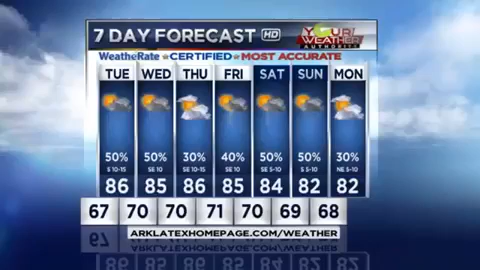 7 DAY FORECAST HD
YOUR WEATHER AUTHORITY
WeatheRate CERTIFIED MOST ACCURATE
TUE WED THU FRI SAT SUN MON
50% 50% 30% 40% 50% 50% 30%
S 10-15 SE 10 SE 10-15 SE 10 S 5-10 S 5-10 NE 5-10
86 85 86 85 84 82 82
67 70 70 71 70 69 68
ARKLATEXHOMEPAGE.COM/WEATHER